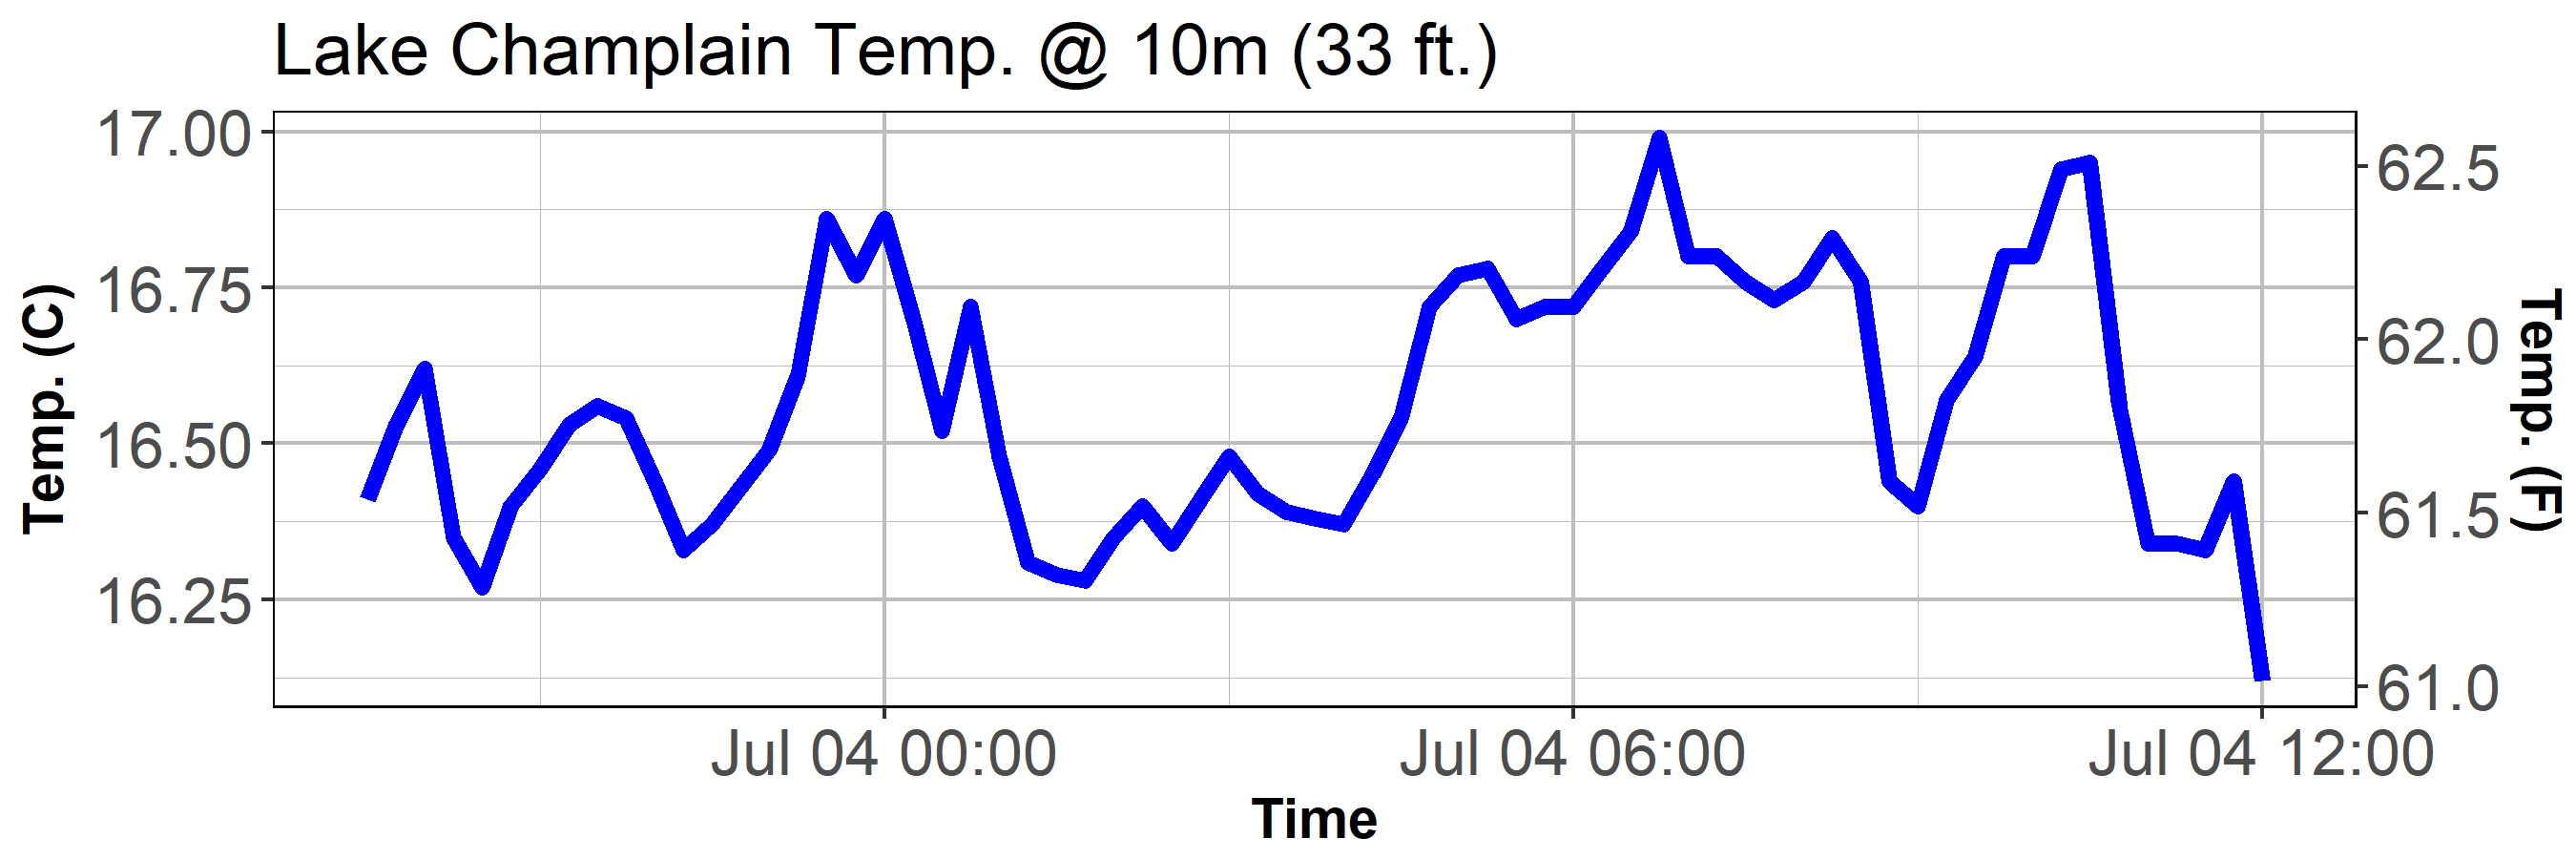 Lake Champlain Temp. @ 10m (33 ft.)
17.00
16.75
16.50
16.25
Temp. (C)
62.5
62.0
61.5
61.0
Temp. (F)
Jul 04 00:00
Jul 04 06:00
Jul 04 12:00
Time